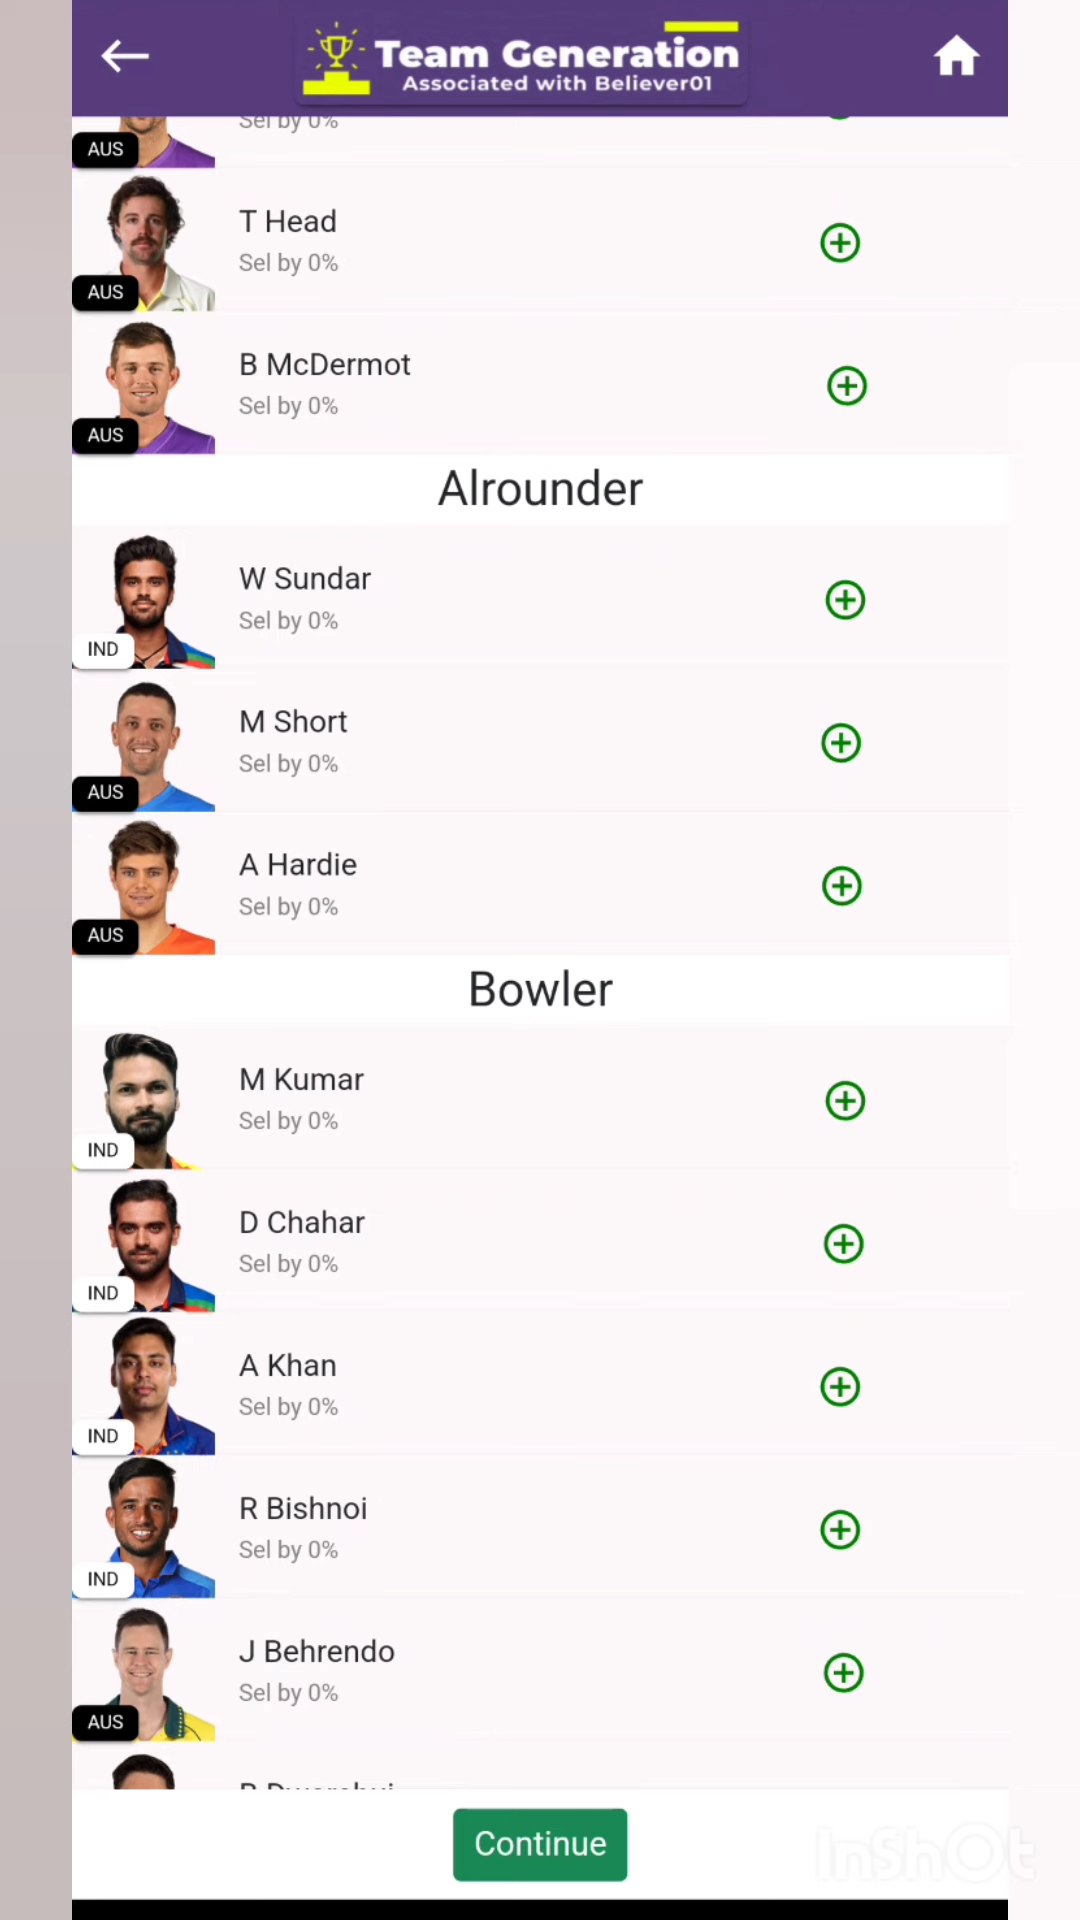 Team Generation
Associated with Believer01
Sel by 0%
AUS
T Head
Sel by 0%
AUS
B McDermot
Sel by 0%
AUS
Alrounder
W Sundar
Sel by 0%
IND
M Short
Sel by 0%
AUS
A Hardie
Sel by 0%
AUS
Bowler
M Kumar
Sel by 0%
IND
D Chahar
Sel by 0%
IND
A Khan
Sel by 0%
IND
R Bishnoi
Sel by 0%
IND
J Behrendo
Sel by 0%
AUS
Continue
InShOt